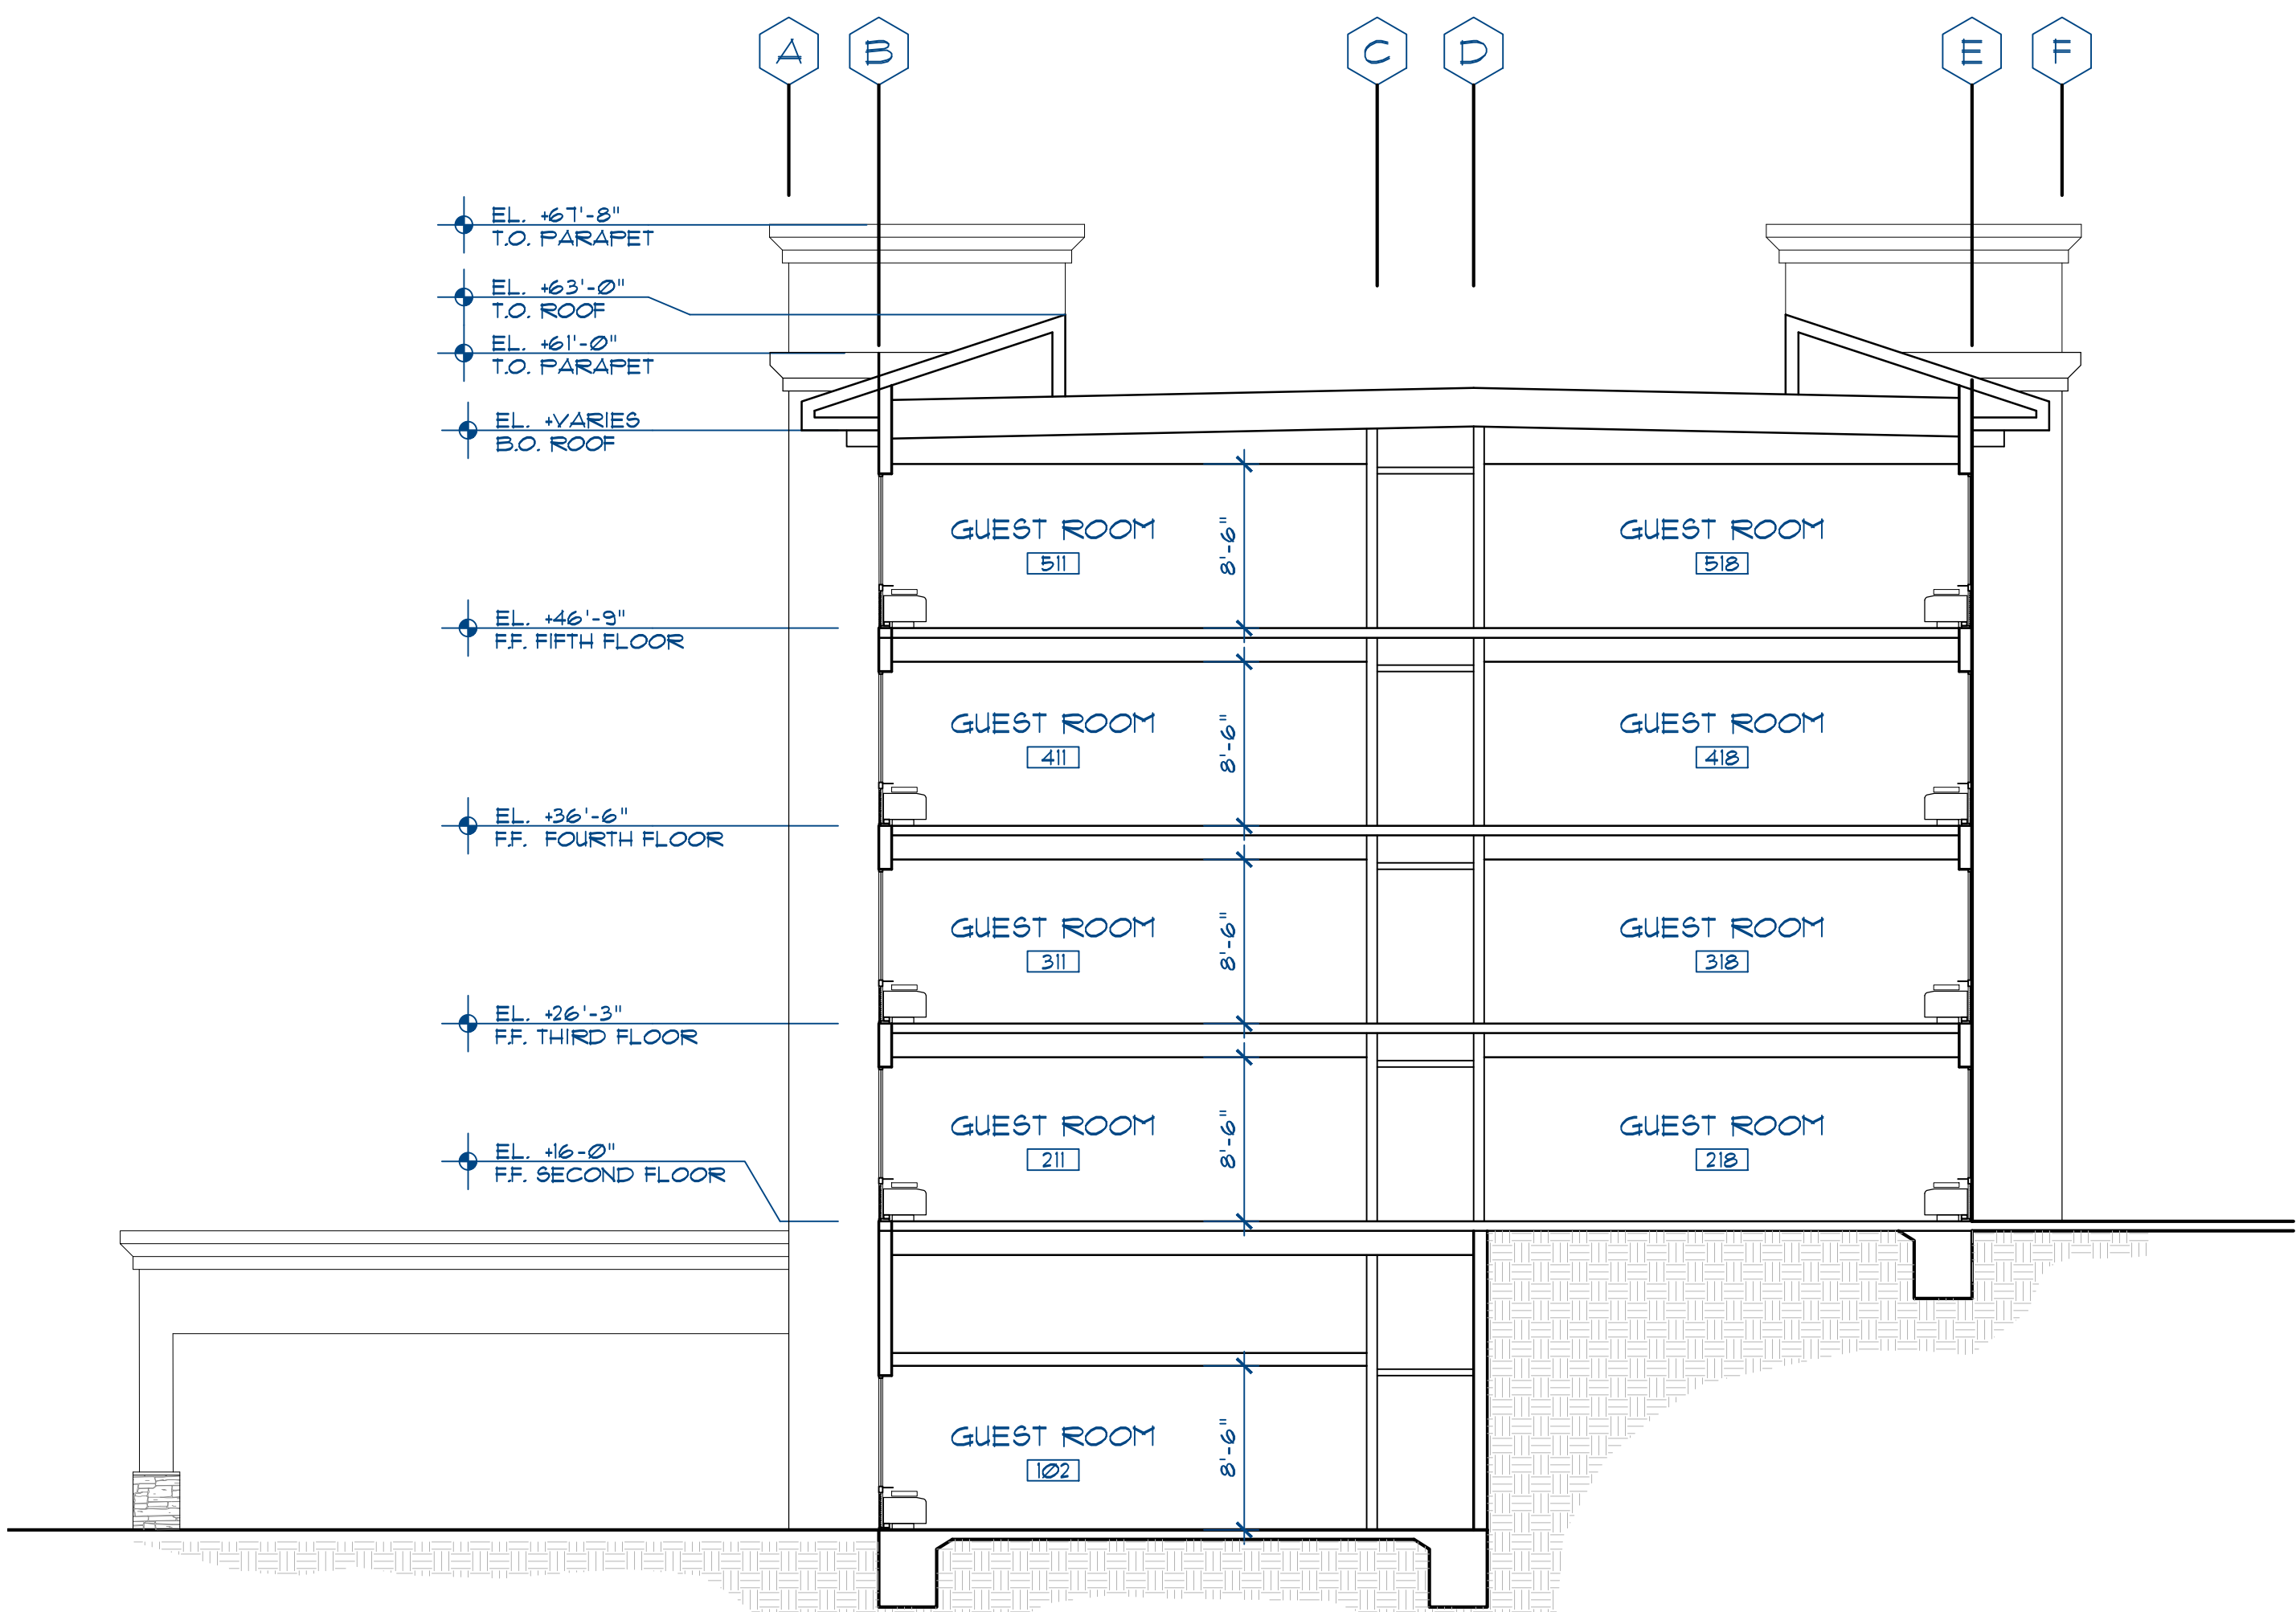 A B C D E F
EL. +67'-8"
T.O. PARAPET
EL. +63'-0"
T.O. ROOF
EL. +61'-0"
T.O. PARAPET
EL. +VARIES
B.O. ROOF
GUEST ROOM
511
8'-6"
GUEST ROOM
518
EL. +46'-9"
F.F. FIFTH FLOOR
GUEST ROOM
411
8'-6"
GUEST ROOM
418
EL. +36'-6"
F.F. FOURTH FLOOR
GUEST ROOM
311
8'-6"
GUEST ROOM
318
EL. +26'-3"
F.F. THIRD FLOOR
GUEST ROOM
211
8'-6"
GUEST ROOM
218
EL. +16-0"
F.F. SECOND FLOOR
GUEST ROOM
102
8'-6"